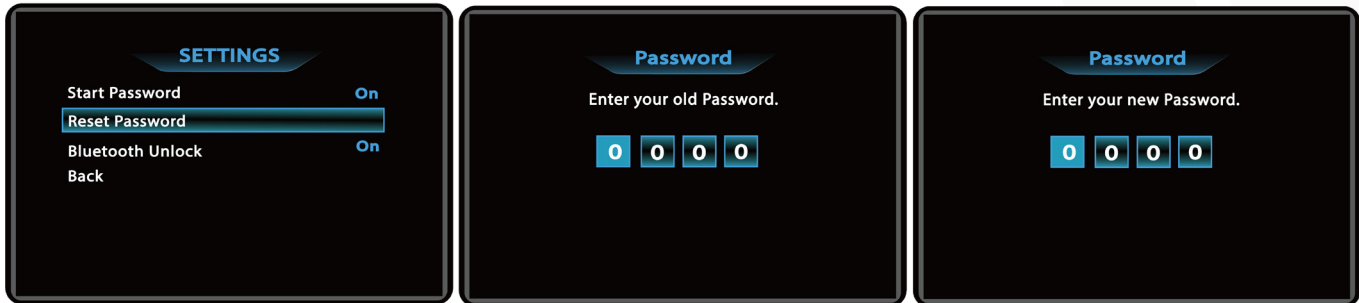 SETTINGS
Start Password On
Reset Password
Bluetooth Unlock On
Back
Password
Enter your old Password.
0 0 0 0
Password
Enter your new Password.
0 0 0 0